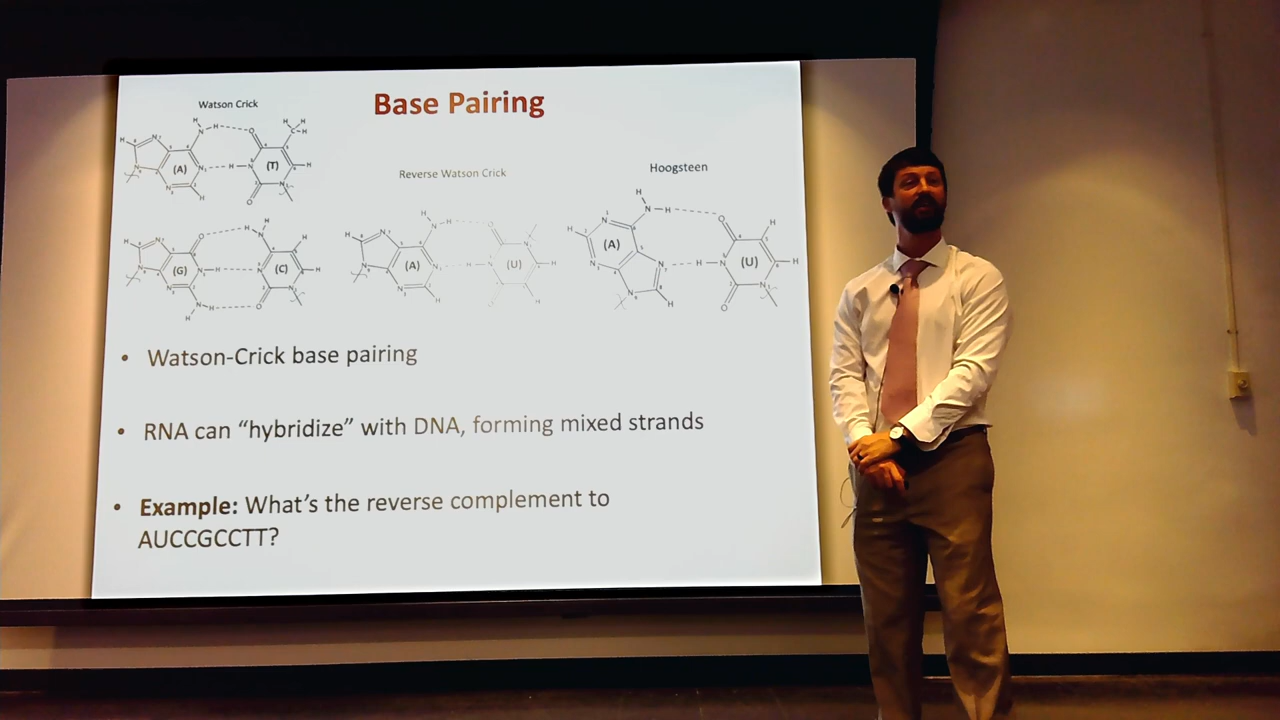 Base Pairing
Watson Crick
(A)
(T)
(G)
(C)
Reverse Watson Crick
(A)
(U)
Hoogsteen
(A)
(U)
• Watson-Crick base pairing
• RNA can “hybridize” with DNA, forming mixed strands
• Example: What’s the reverse complement to
AUCCGCCTT?